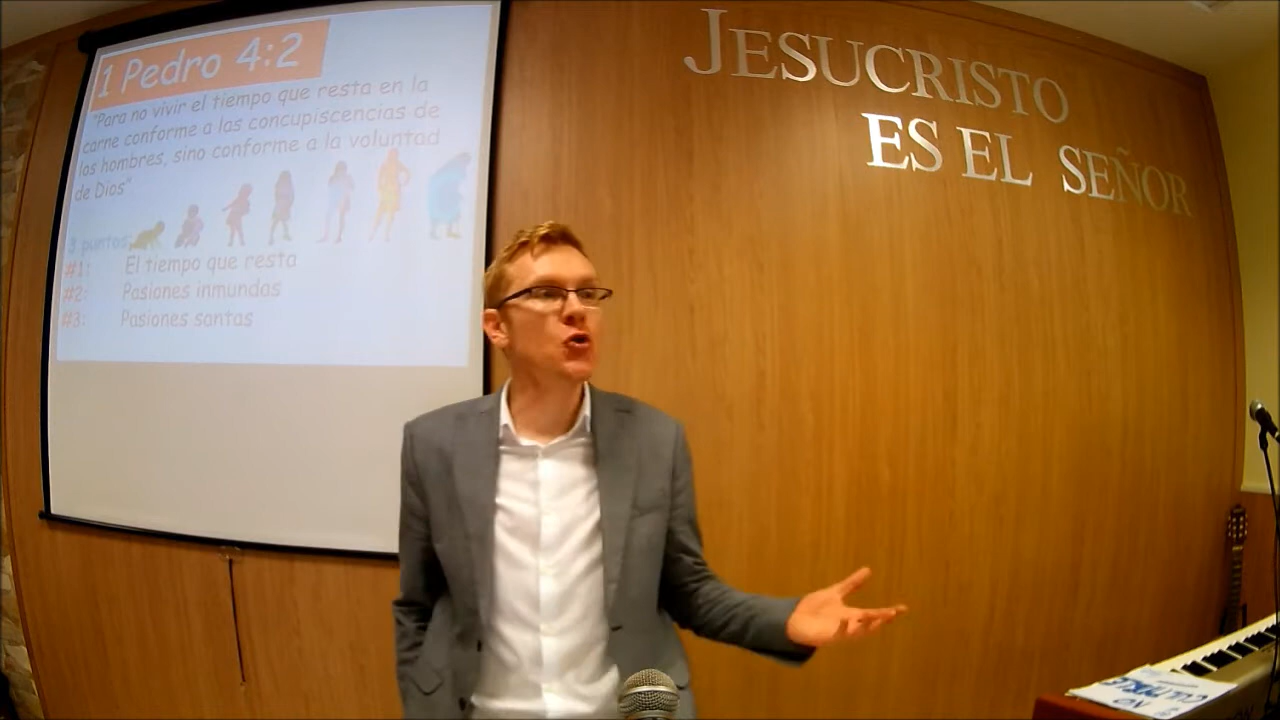 1 Pedro 4:2
"Para no vivir el tiempo que resta en la
carne conforme a las concupiscencias de
los hombres, sino conforme a la voluntad
de Dios"
3 puntos:
#1: El tiempo que resta
#2: Pasiones inmundas
#3: Pasiones santas
JESUCRISTO
ES EL SEÑOR
NO